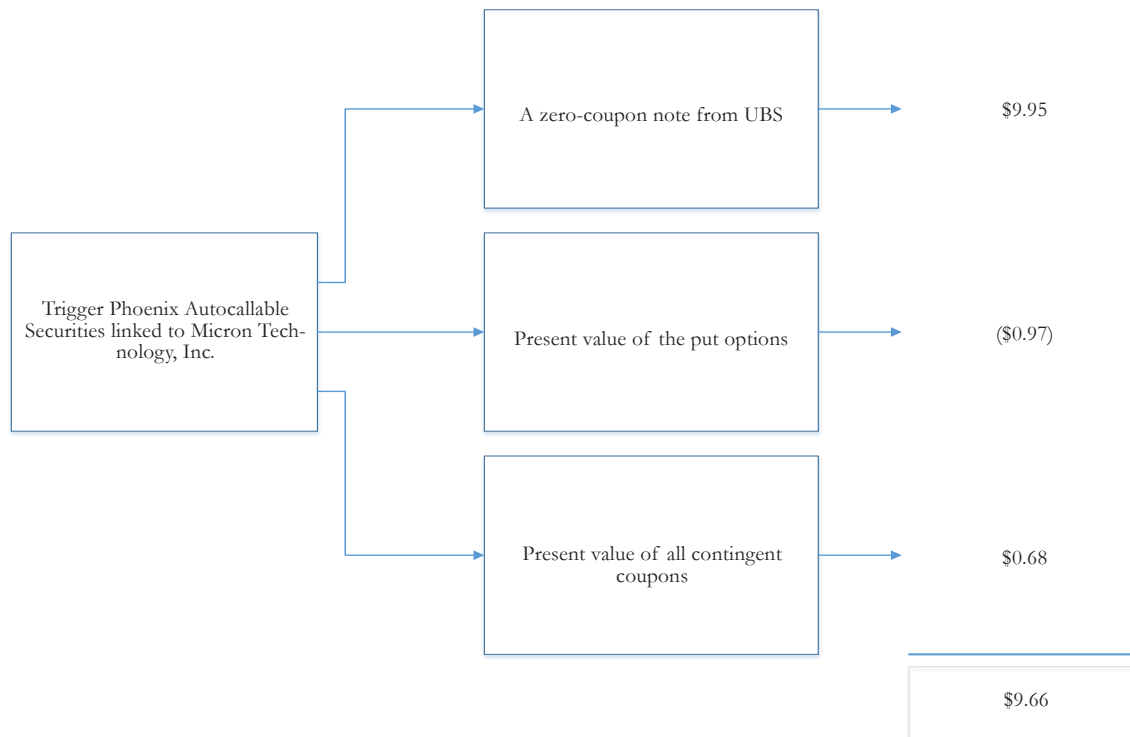 A zero-coupon note from UBS
$9.95
Trigger Phoenix Autocallable
Securities linked to Micron Tech-
nology, Inc.
Present value of the put options
($0.97)
Present value of all contingent
coupons
$0.68
$9.66